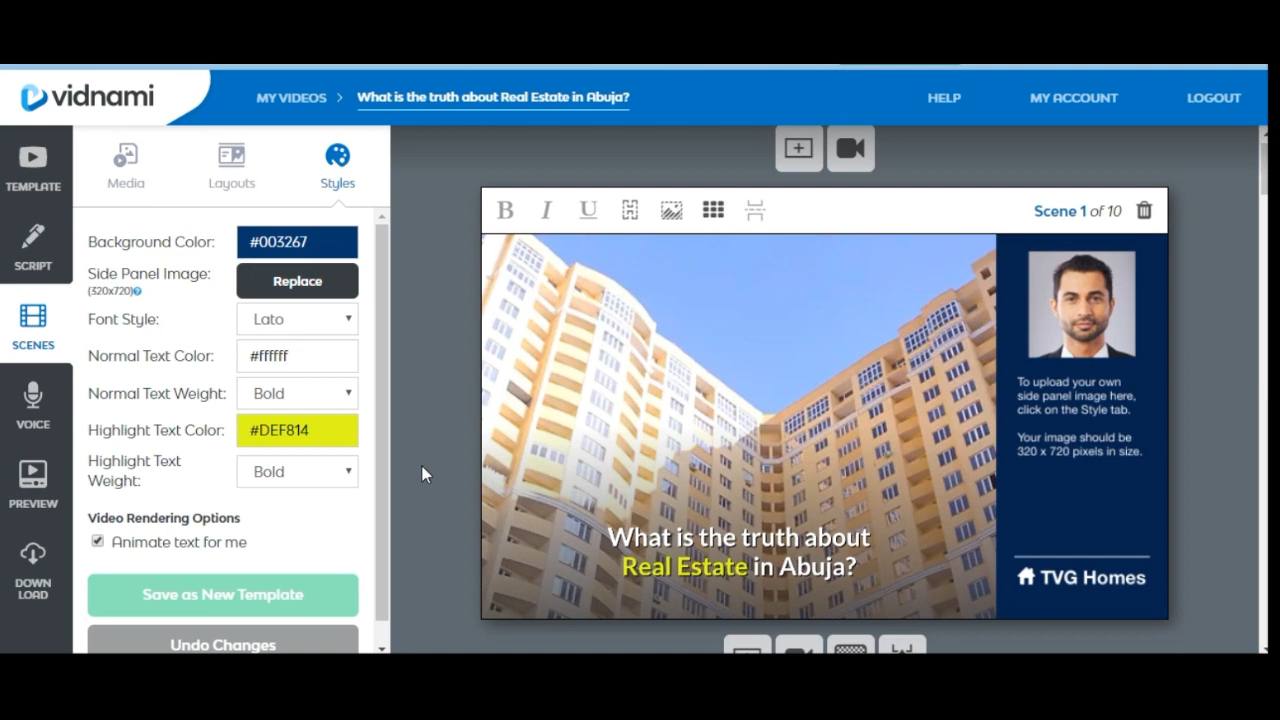 vidnami
MY VIDEOS > What is the truth about Real Estate in Abuja?
HELP
MY ACCOUNT
LOGOUT
TEMPLATE
SCRIPT
SCENES
VOICE
PREVIEW
DOWN
LOAD
Media
Layouts
Styles
Background Color:
#003267
Side Panel Image:
(320x720)
Replace
Font Style:
Lato
Normal Text Color:
#ffffff
Normal Text Weight:
Bold
Highlight Text Color:
#DEF814
Highlight Text
Weight:
Bold
Video Rendering Options
Animate text for me
Save as New Template
Undo Changes
B I U
Scene 1 of 10
What is the truth about
Real Estate in Abuja?
To upload your own
side panel image here,
click on the Style tab.
Your image should be
320 x 720 pixels in size.
TVG Homes